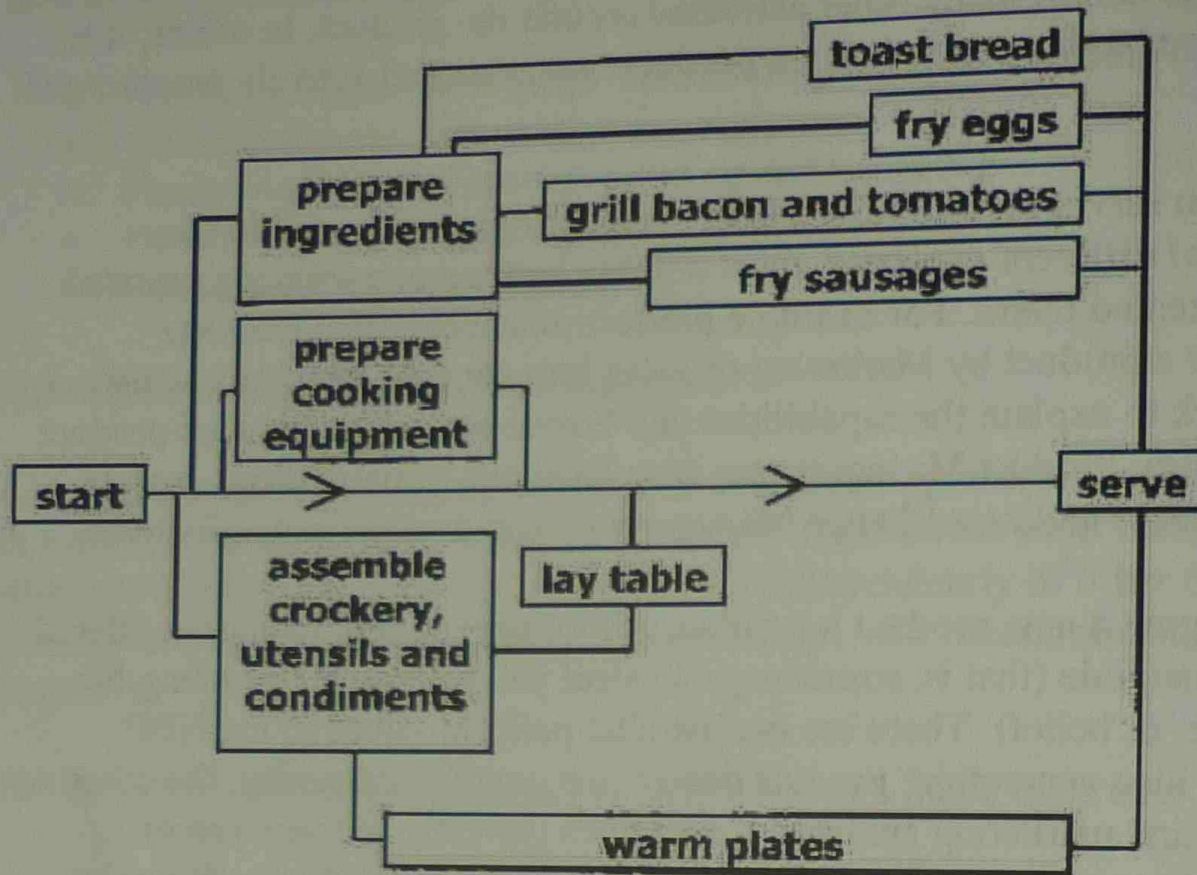 toast bread
fry eggs
prepare
ingredients
grill bacon and tomatoes
fry sausages
prepare
cooking
equipment
start
serve
assemble
crockery,
utensils and
condiments
lay table
warm plates